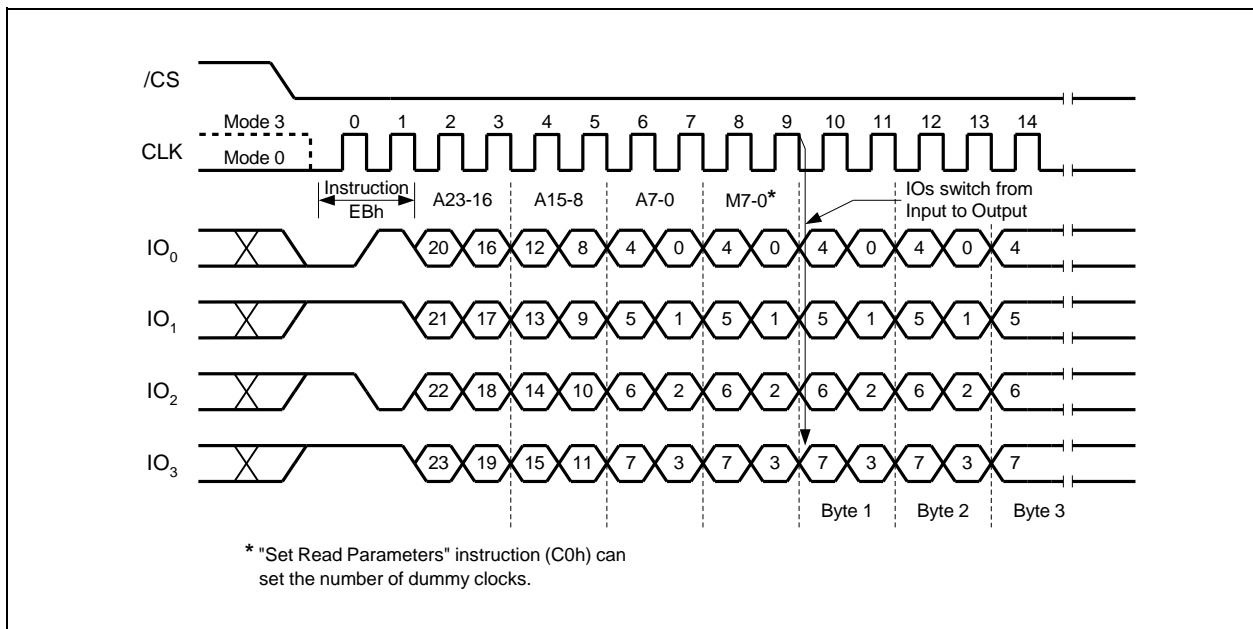 /CS
Mode 3 0 1 2 3 4 5 6 7 8 9 10 11 12 13 14
CLK
Mode 0
Instruction
EBh
A23-16 A15-8 A7-0 M7-0*
IOs switch from
Input to Output
IO0 20 16 12 8 4 0 4 0 4 0 4 0 4
IO1 21 17 13 9 5 1 5 1 5 1 5 1 5
IO2 22 18 14 10 6 2 6 2 6 2 6 2 6
IO3 23 19 15 11 7 3 7 3 7 3 7 3 7
Byte 1 Byte 2 Byte 3
* "Set Read Parameters" instruction (C0h) can
set the number of dummy clocks.